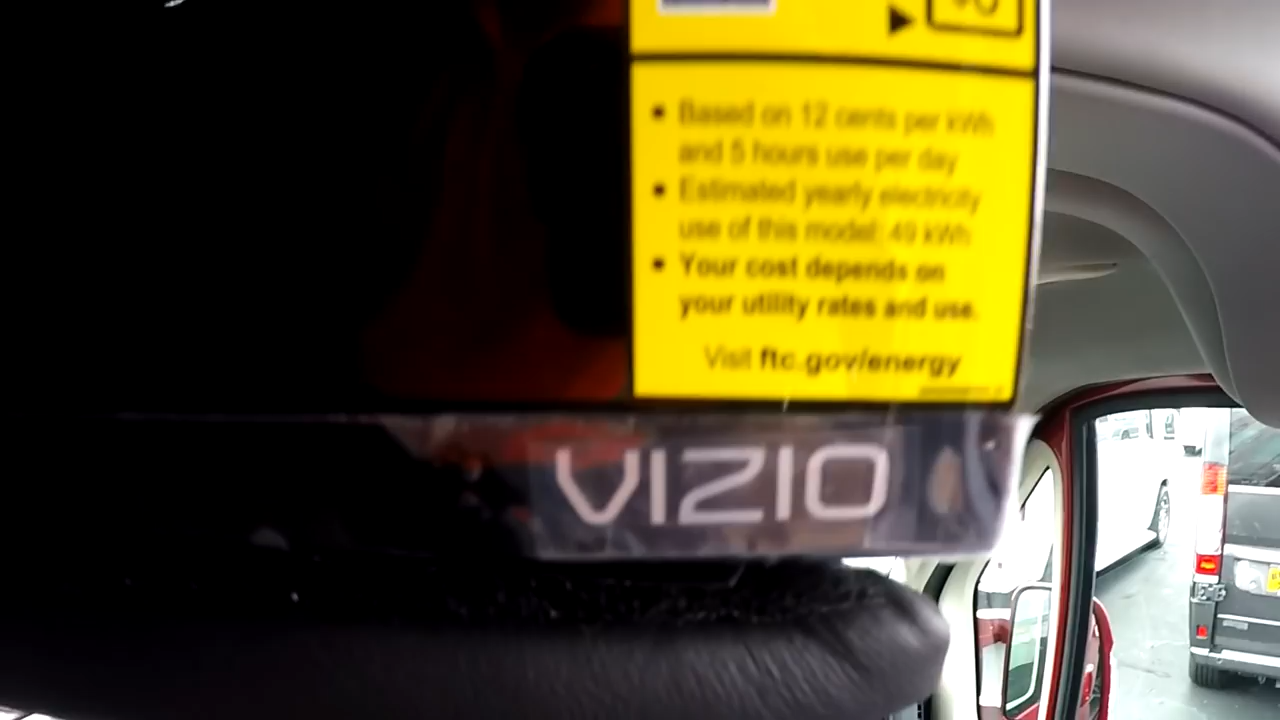 • Based on 12 cents per kWh
and 5 hours use per day
• Estimated yearly electricity
use of this model: 49 kWh
• Your cost depends on
your utility rates and use.
Visit ftc.gov/energy
VIZIO